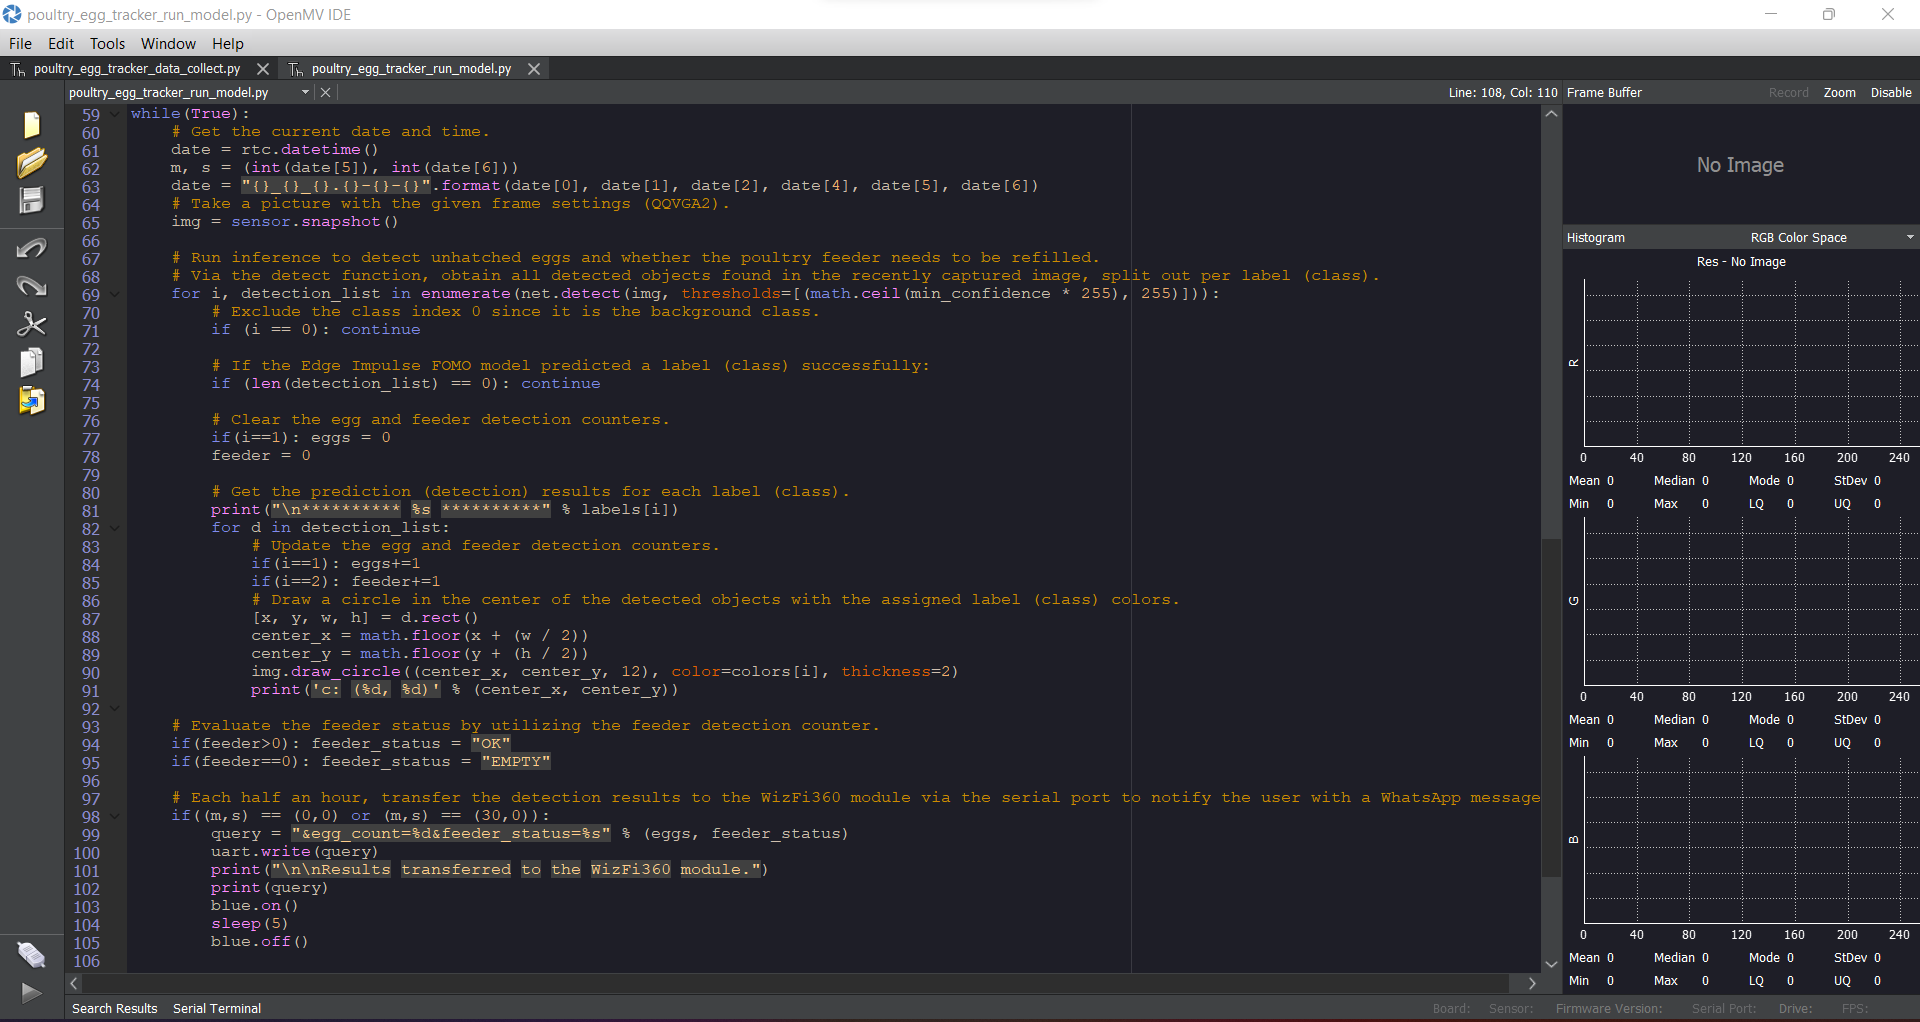 poultry_egg_tracker_run_model.py - OpenMV IDE
File Edit Tools Window Help
poultry_egg_tracker_data_collect.py poultry_egg_tracker_run_model.py
poultry_egg_tracker_run_model.py Line: 108, Col: 110 Frame Buffer Record Zoom Disable
59 while(True):
60 # Get the current date and time.
61 date = rtc.datetime()
62 m, s = (int(date[5]), int(date[6]))
63 date = "{}_{}_{}.{}-{}-{}".format(date[0], date[1], date[2], date[4], date[5], date[6])
64 # Take a picture with the given frame settings (QQVGA2).
65 img = sensor.snapshot()
66
67 # Run inference to detect unhatched eggs and whether the poultry feeder needs to be refilled.
68 # Via the detect function, obtain all detected objects found in the recently captured image, split out per label (class).
69 for i, detection_list in enumerate(net.detect(img, thresholds=[(math.ceil(min_confidence * 255), 255)])):
70 # Exclude the class index 0 since it is the background class.
71 if (i == 0): continue
72
73 # If the Edge Impulse FOMO model predicted a label (class) successfully:
74 if (len(detection_list) == 0): continue
75
76 # Clear the egg and feeder detection counters.
77 if(i==1): eggs = 0
78 feeder = 0
79
80 # Get the prediction (detection) results for each label (class).
81 print("\n********** %s **********" % labels[i])
82 for d in detection_list:
83 # Update the egg and feeder detection counters.
84 if(i==1): eggs+=1
85 if(i==2): feeder+=1
86 # Draw a circle in the center of the detected objects with the assigned label (class) colors.
87 [x, y, w, h] = d.rect()
88 center_x = math.floor(x + (w / 2))
89 center_y = math.floor(y + (h / 2))
90 img.draw_circle((center_x, center_y, 12), color=colors[i], thickness=2)
91 print('c: (%d, %d)' % (center_x, center_y))
92
93 # Evaluate the feeder status by utilizing the feeder detection counter.
94 if(feeder>0): feeder_status = "OK"
95 if(feeder==0): feeder_status = "EMPTY"
96
97 # Each half an hour, transfer the detection results to the WizFi360 module via the serial port to notify the user with a WhatsApp message
98 if((m,s) == (0,0) or (m,s) == (30,0)):
99 query = "&egg_count=%d&feeder_status=%s" % (eggs, feeder_status)
100 uart.write(query)
101 print("\n\nResults transferred to the WizFi360 module.")
102 print(query)
103 blue.on()
104 sleep(5)
105 blue.off()
106
No Image
Histogram RGB Color Space
Res - No Image
R
0 40 80 120 160 200 240
Mean 0 Median 0 Mode 0 StDev 0
Min 0 Max 0 LQ 0 UQ 0
G
0 40 80 120 160 200 240
Mean 0 Median 0 Mode 0 StDev 0
Min 0 Max 0 LQ 0 UQ 0
B
0 40 80 120 160 200 240
Mean 0 Median 0 Mode 0 StDev 0
Min 0 Max 0 LQ 0 UQ 0
Search Results Serial Terminal Board: Sensor: Firmware Version: Serial Port: Drive: FPS: